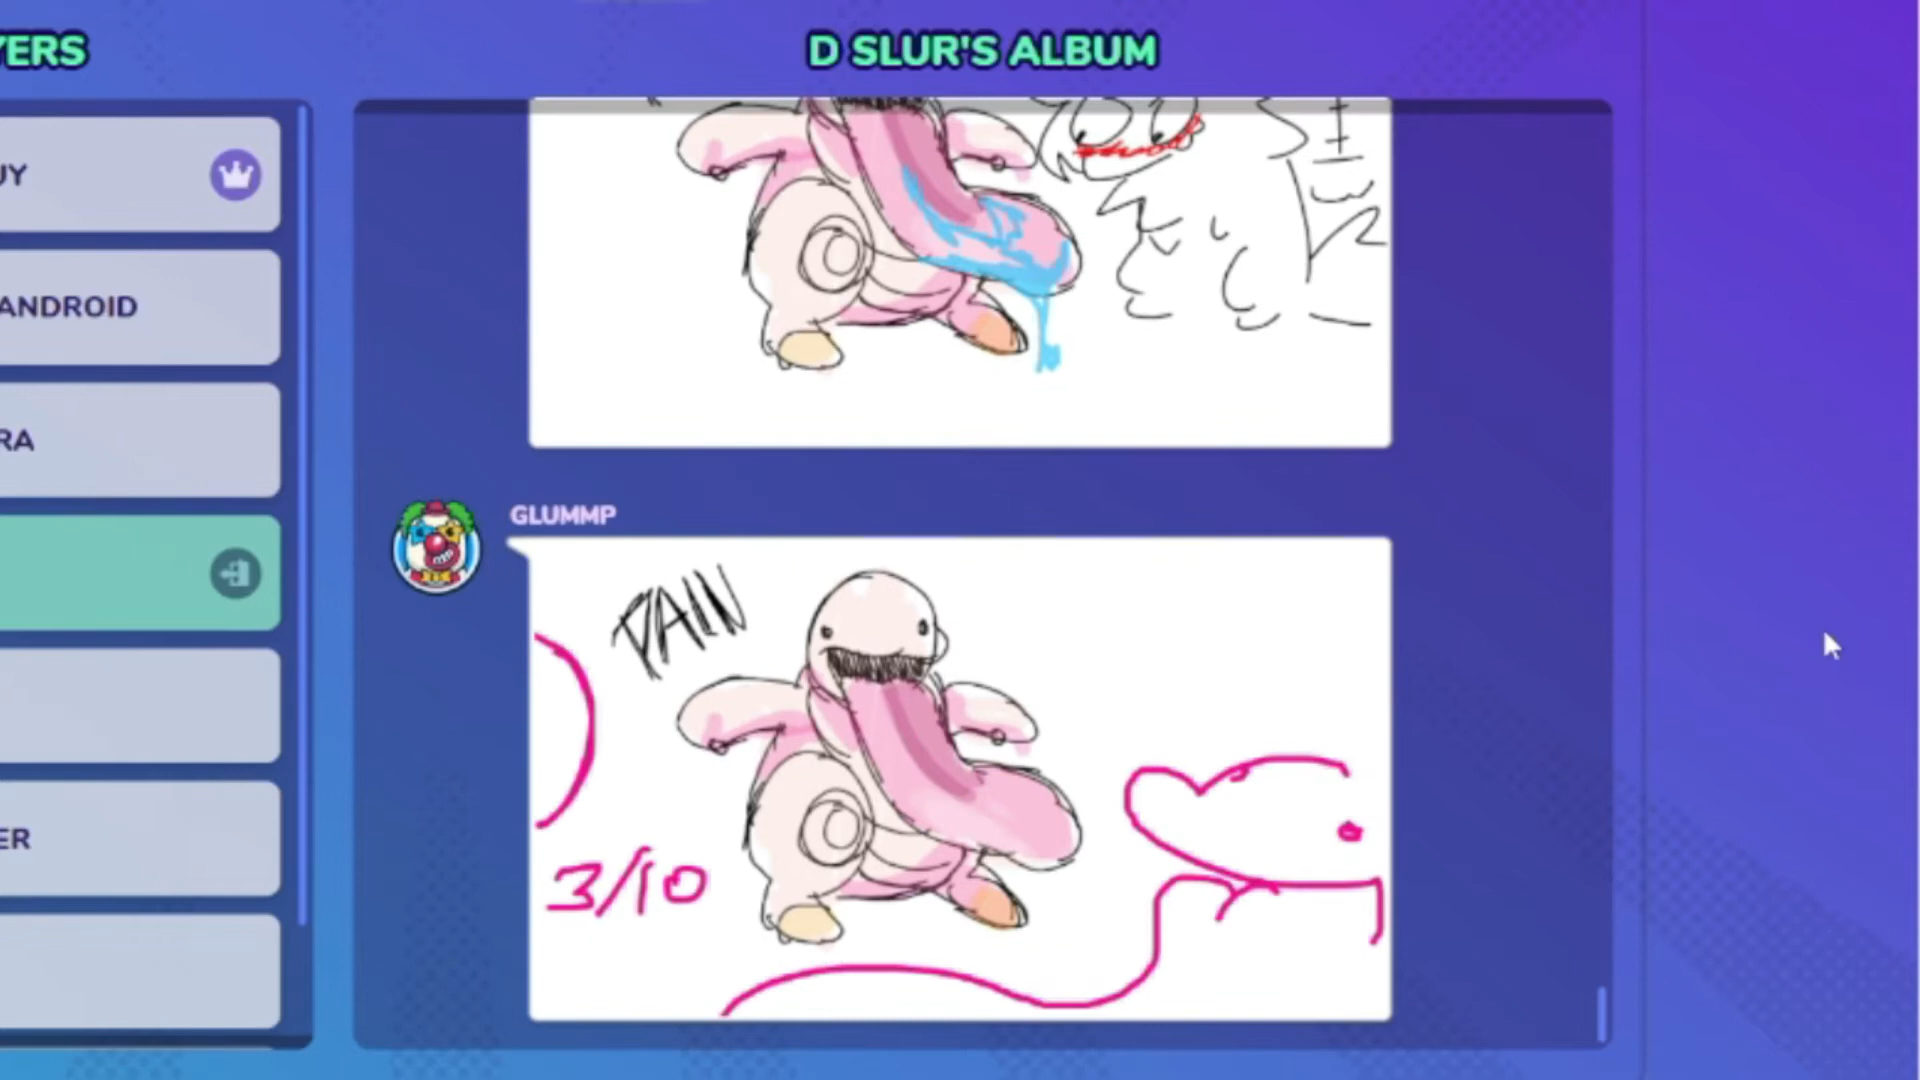 YERS
D SLUR'S ALBUM
UY
ANDROID
RA
ER
GLUMMP
PAIN
3/10